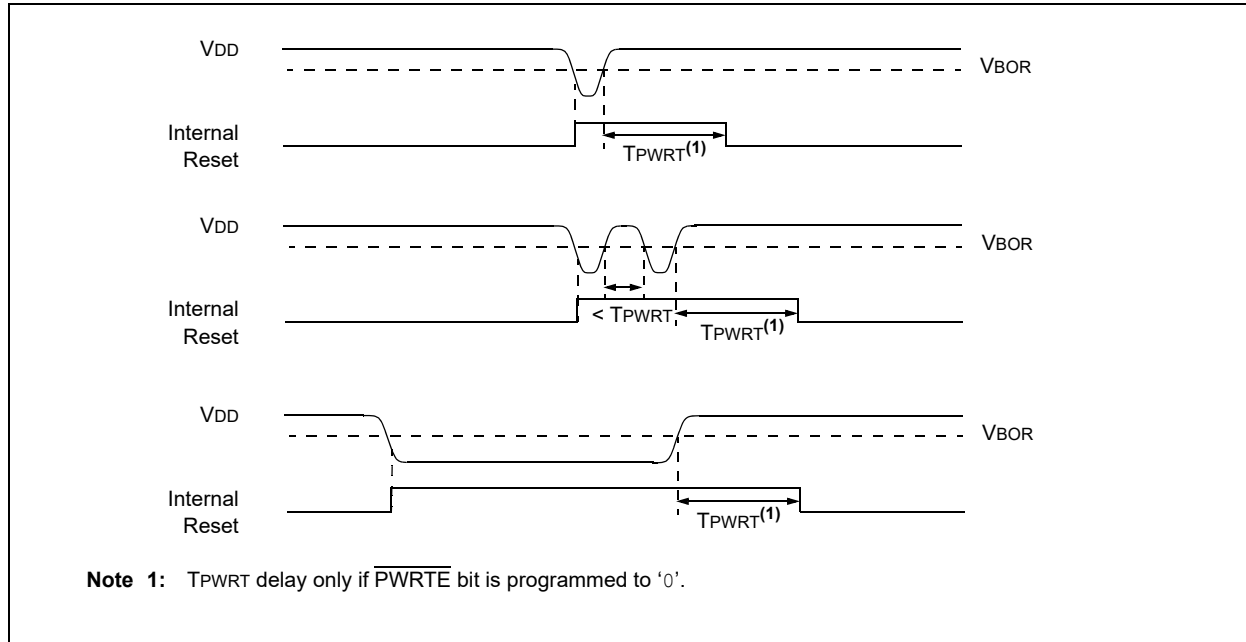 VDD
VBOR
Internal
Reset
TPWRT(1)
VDD
VBOR
Internal
Reset
< TPWRT
TPWRT(1)
VDD
VBOR
Internal
Reset
TPWRT(1)
Note 1: TPWRT delay only if PWRTE bit is programmed to ‘0’.